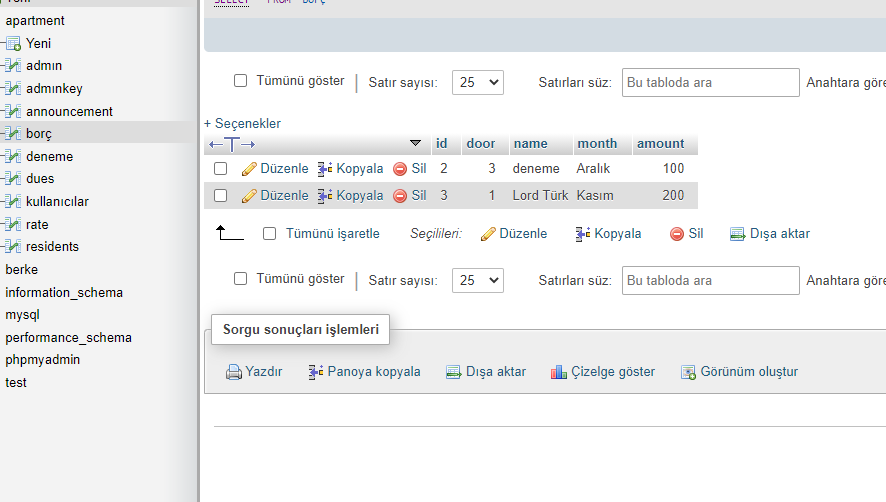 Yeni
apartment
Yeni
admin
adminkey
announcement
borç
deneme
dues
kullanıcılar
rate
residents
berke
information_schema
mysql
performance_schema
phpmyadmin
test
SELECT * FROM `borç`
Tümünü göster | Satır sayısı: 25 Satırları süz: Bu tabloda ara Anahtara göre
+ Seçenekler
←T→ id door name month amount
Düzenle Kopyala Sil 2 3 deneme Aralık 100
Düzenle Kopyala Sil 3 1 Lord Türk Kasım 200
Tümünü işaretle Seçilileri: Düzenle Kopyala Sil Dışa aktar
Tümünü göster | Satır sayısı: 25 Satırları süz: Bu tabloda ara Anahtara göre
Sorgu sonuçları işlemleri
Yazdır Panoya kopyala Dışa aktar Çizelge göster Görünüm oluştur